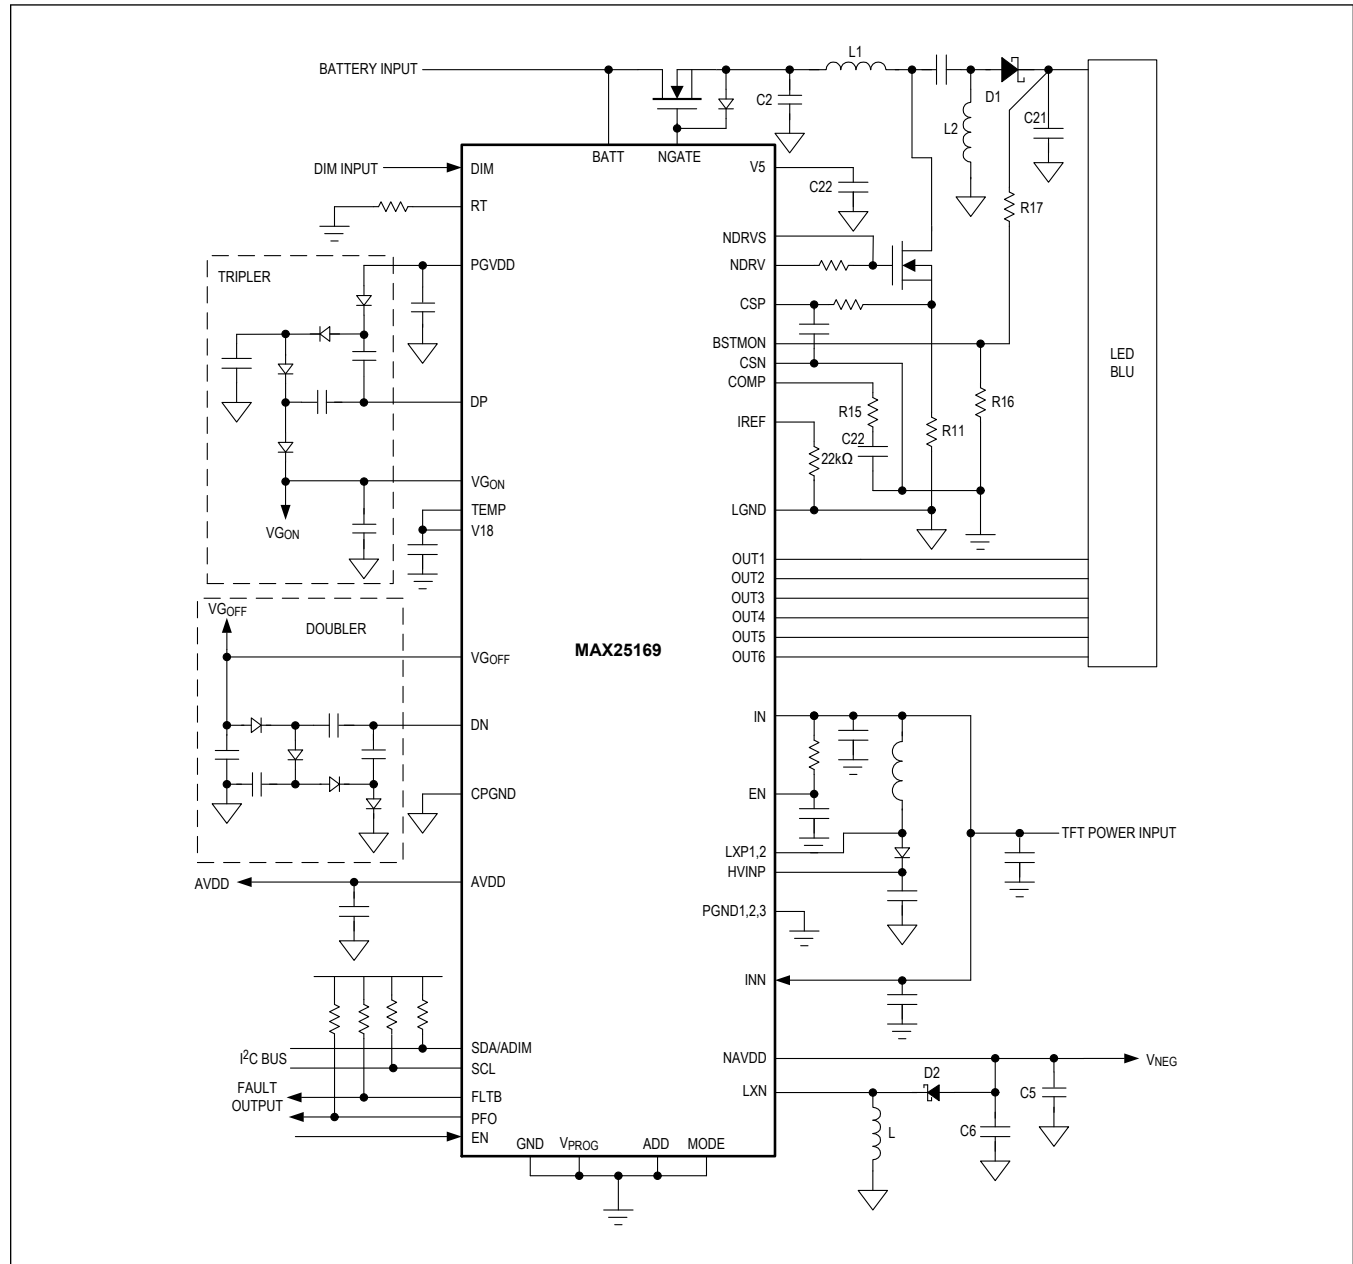 L1
BATTERY INPUT
C2
D1
L2
C21
BATT
NGATE
DIM INPUT
DIM
V5
C22
RT
R17
NDRVS
TRIPLER
PGVDD
NDRV
CSP
BSTMON
LED
BLU
CSN
COMP
DP
R15
R16
IREF
C22
R11
22kΩ
VGON
TEMP
LGND
VGON
V18
OUT1
OUT2
OUT3
OUT4
OUT5
OUT6
VGOFF
DOUBLER
MAX25169
VGOFF
DN
IN
CPGND
EN
TFT POWER INPUT
LXP1,2
HVINP
AVDD
AVDD
PGND1,2,3
INN
SDA/ADIM
I2C BUS
SCL
NAVDD
VNEG
FAULT
OUTPUT
FLTB
PFO
EN
LXN
D2
C5
C6
L
GND
VPROG
ADD
MODE